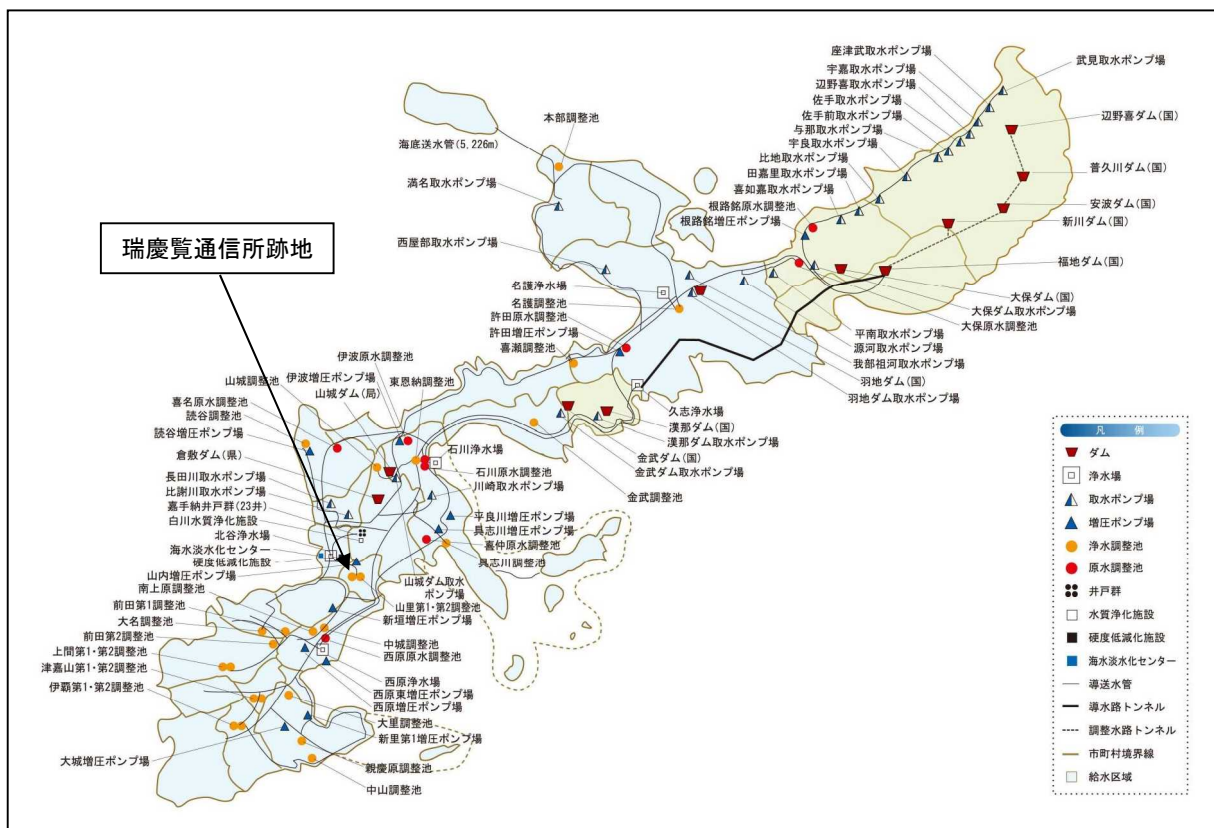 座津武取水ポンプ場
宇嘉取水ポンプ場
辺野喜取水ポンプ場
佐手取水ポンプ場
佐手前取水ポンプ場
与那取水ポンプ場
宇良取水ポンプ場
比地取水ポンプ場
田嘉里取水ポンプ場
喜如嘉取水ポンプ場
根路銘原水調整池
根路銘増圧ポンプ場
武見取水ポンプ場
辺野喜ダム(国)
普久川ダム(国)
安波ダム(国)
新川ダム(国)
福地ダム(国)
大保ダム(国)
大保ダム取水ポンプ場
大保原水調整池
平南取水ポンプ場
源河取水ポンプ場
我部祖河取水ポンプ場
羽地ダム(国)
羽地ダム取水ポンプ場
本部調整池
海底送水管(5,226m)
満名取水ポンプ場
西屋部取水ポンプ場
名護浄水場
名護調整池
許田原水調整池
許田増圧ポンプ場
喜瀬調整池
瑞慶覧通信所跡地
久志浄水場
漢那ダム(国)
漢那ダム取水ポンプ場
金武ダム(国)
金武ダム取水ポンプ場
金武調整池
伊波原水調整池
伊波増圧ポンプ場
東恩納調整池
山城調整池
山城ダム(局)
喜名原水調整池
読谷調整池
読谷増圧ポンプ場
倉敷ダム(県)
長田川取水ポンプ場
比謝川取水ポンプ場
嘉手納井戸群(23井)
白川水質浄化施設
北谷浄水場
海水淡水化センター
硬度低減化施設
山内増圧ポンプ場
南上原調整池
前田第1調整池
大名調整池
前田第2調整池
上間第1・第2調整池
津嘉山第1・第2調整池
伊覇第1・第2調整池
大城増圧ポンプ場
石川浄水場
石川原水調整池
川崎取水ポンプ場
平良川増圧ポンプ場
具志川増圧ポンプ場
喜仲原水調整池
具志川調整池
山城ダム取水
ポンプ場
山里第1・第2調整池
新垣増圧ポンプ場
中城調整池
西原原水調整池
西原浄水場
西原東増圧ポンプ場
西原増圧ポンプ場
大里調整池
新里第1増圧ポンプ場
親慶原調整池
中山調整池
凡 例
ダム
浄水場
取水ポンプ場
増圧ポンプ場
浄水調整池
原水調整池
井戸群
水質浄化施設
硬度低減化施設
海水淡水化センター
導送水管
導水路トンネル
調整水路トンネル
市町村境界線
給水区域